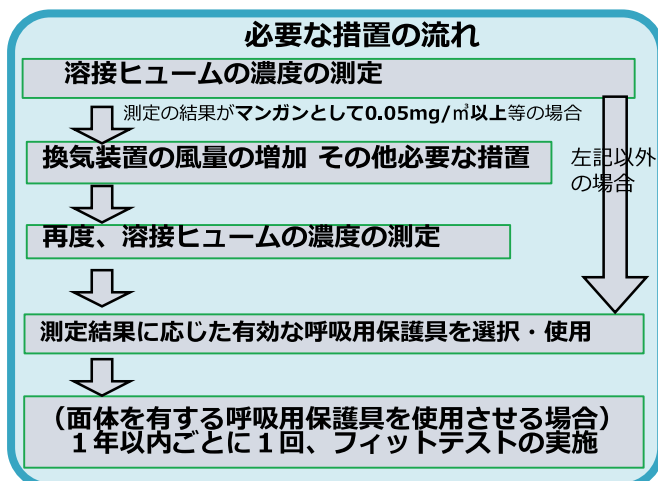 必要な措置の流れ
溶接ヒュームの濃度の測定
測定の結果がマンガンとして0.05mg/㎥以上等の場合
換気装置の風量の増加 その他必要な措置
左記以外
の場合
再度、溶接ヒュームの濃度の測定
測定結果に応じた有効な呼吸用保護具を選択・使用
（面体を有する呼吸用保護具を使用させる場合）
１年以内ごとに１回、フィットテストの実施